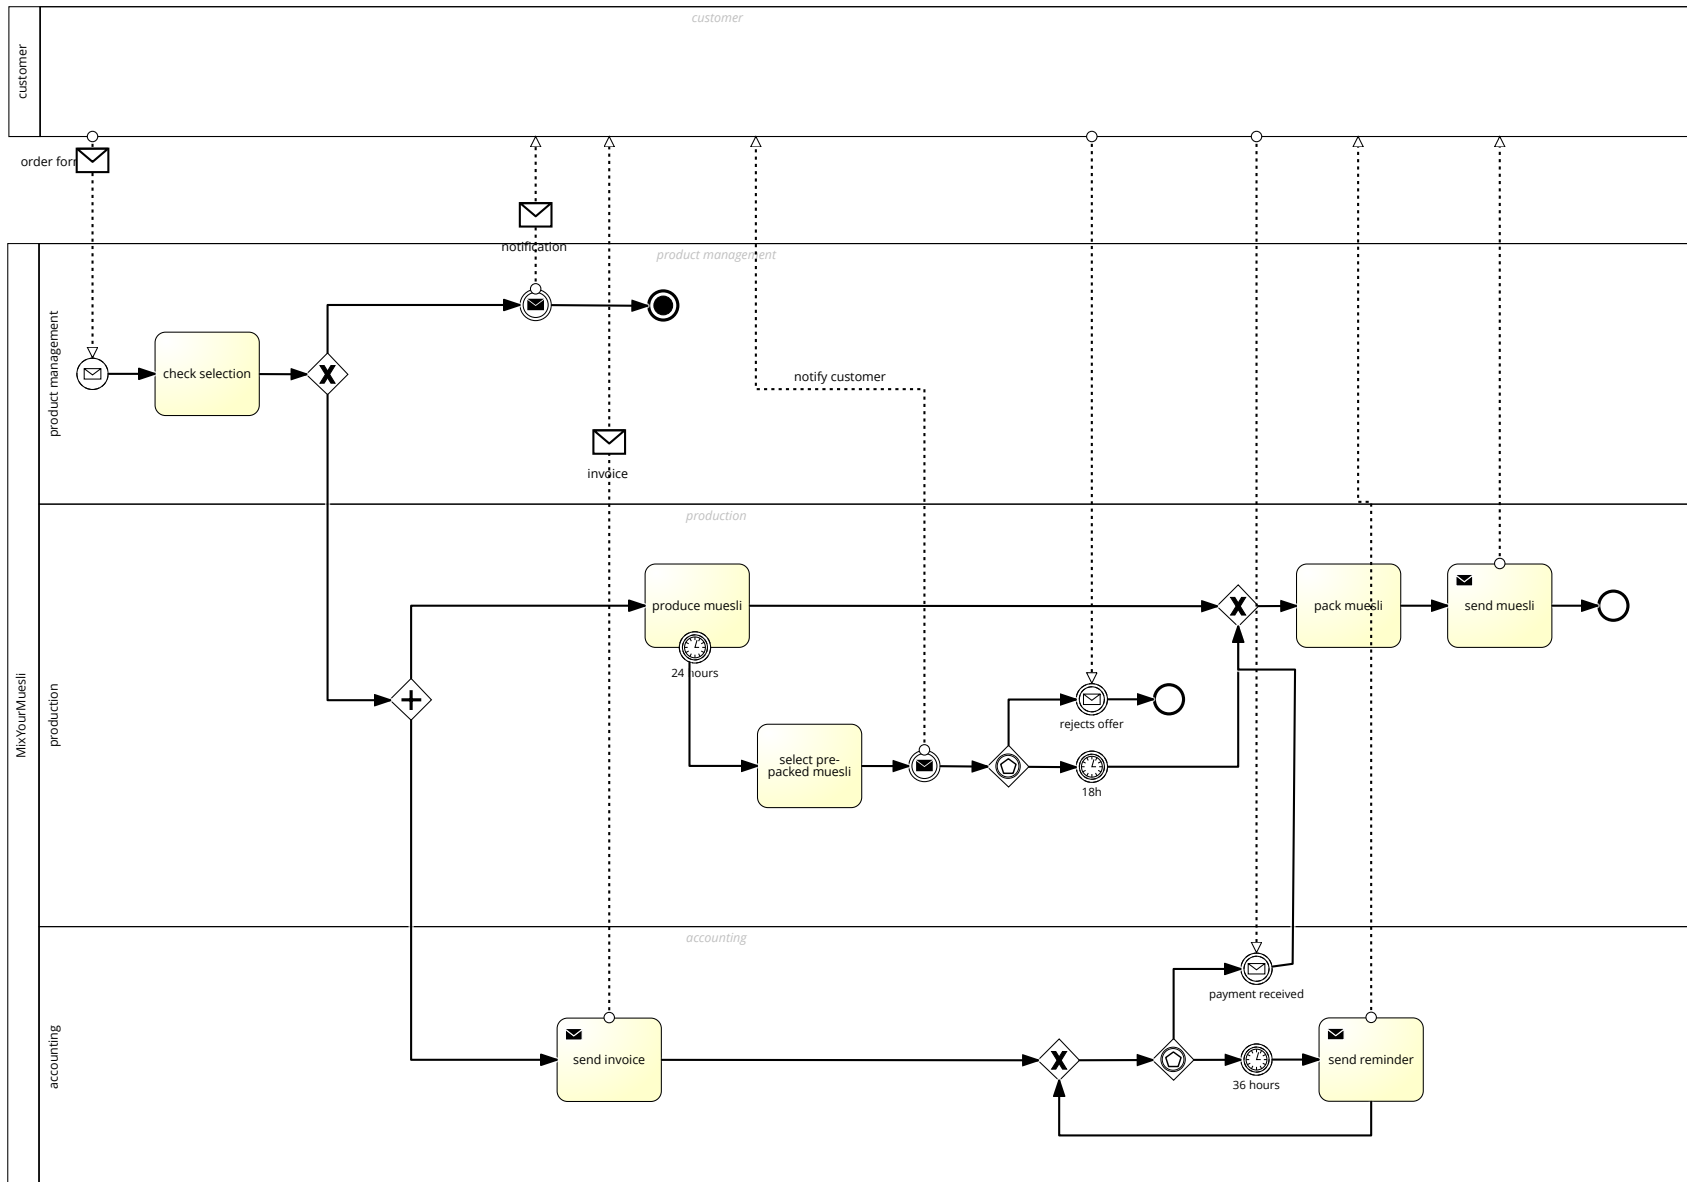 customer
customer
order for
notification
product management
product management
check selection
notify customer
invoice
production
MixYourMuesli
production
produce muesli
24 hours
pack muesli
send muesli
rejects offer
select pre-
packed muesli
18h
accounting
accounting
payment received
send invoice
send reminder
36 hours